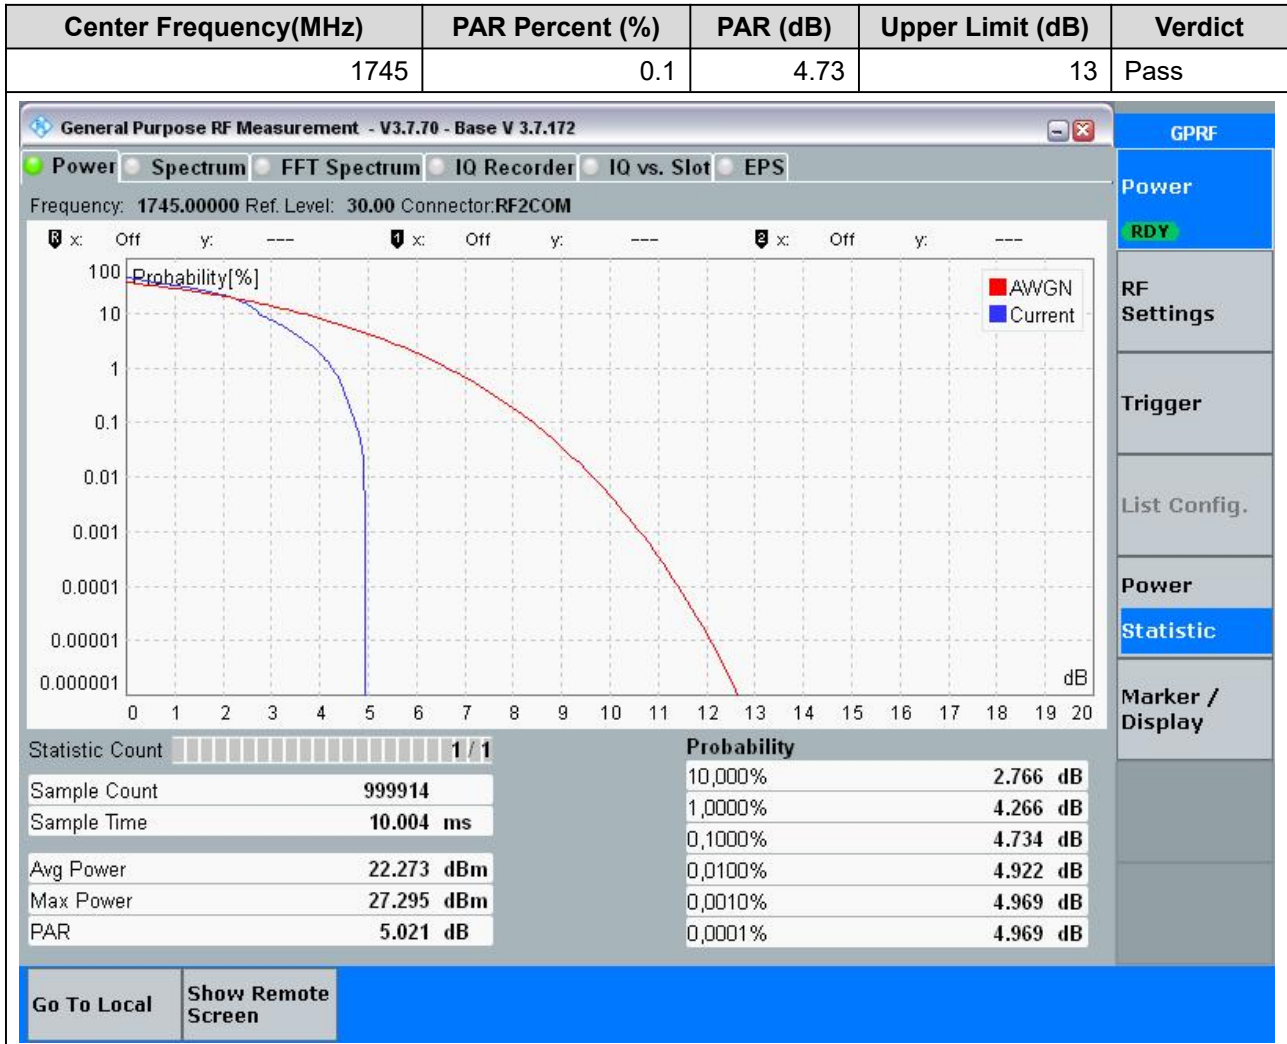 Center Frequency(MHz) PAR Percent (%) PAR (dB) Upper Limit (dB) Verdict
1745 0.1 4.73 13 Pass
General Purpose RF Measurement - V3.7.70 - Base V 3.7.172
GPRF
Power Spectrum FFT Spectrum IQ Recorder IQ vs. Slot EPS
Power
RDY
Frequency: 1745.00000 Ref. Level: 30.00 Connector:RF2COM
R x: Off y: --- 1 x: Off y: --- 2 x: Off y: ---
Probability[%]
AWGN
Current
100
10
1
0.1
0.01
0.001
0.0001
0.00001
0.000001
dB
0 1 2 3 4 5 6 7 8 9 10 11 12 13 14 15 16 17 18 19 20
RF
Settings
Trigger
List Config.
Power
Statistic
Marker /
Display
Statistic Count 1 / 1
Sample Count 999914
Sample Time 10.004 ms
Avg Power 22.273 dBm
Max Power 27.295 dBm
PAR 5.021 dB
Probability
10,000% 2.766 dB
1,0000% 4.266 dB
0,1000% 4.734 dB
0,0100% 4.922 dB
0,0010% 4.969 dB
0,0001% 4.969 dB
Go To Local
Show Remote
Screen